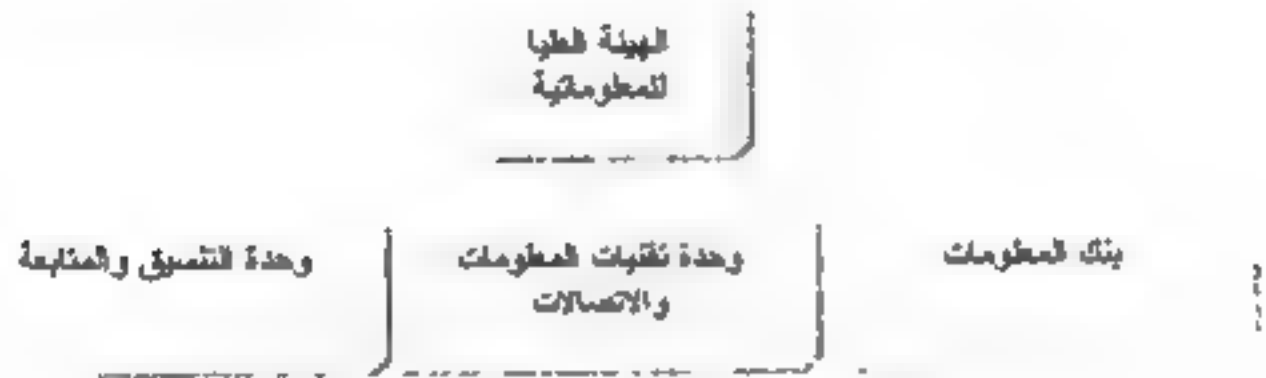 الهيئة العليا
للمعلوماتية
بنك المعلومات
وحدة تقنيات المعلومات
والاتصالات
وحدة التنسيق والمتابعة